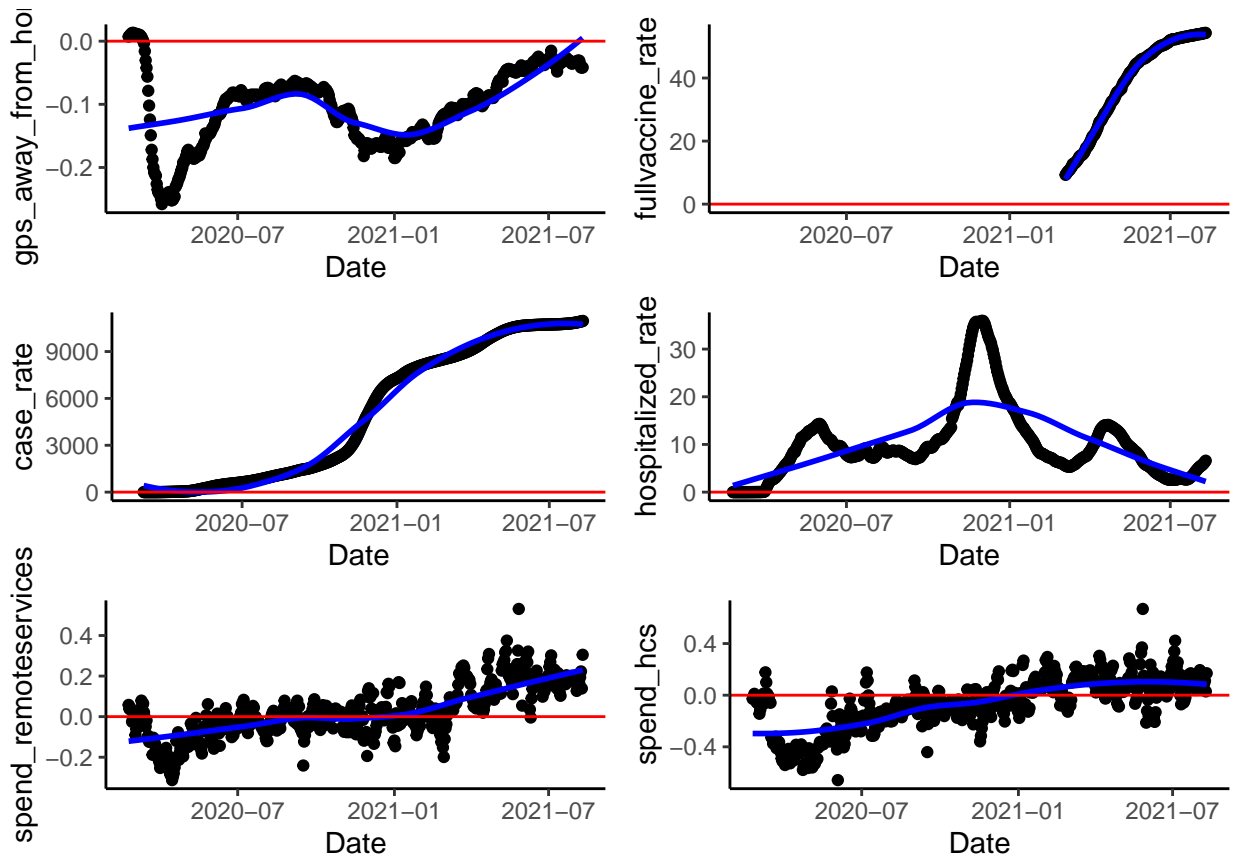 gps_away_from_ho
0.0
−0.1
−0.2
2020−07 2021−01 2021−07
Date
fullvaccine_rate
40
20
0
2020−07 2021−01 2021−07
Date
case_rate
9000
6000
3000
0
2020−07 2021−01 2021−07
Date
hospitalized_rate
30
20
10
0
2020−07 2021−01 2021−07
Date
spend_remoteservices
0.4
0.2
0.0
−0.2
2020−07 2021−01 2021−07
Date
spend_hcs
0.4
0.0
−0.4
2020−07 2021−01 2021−07
Date